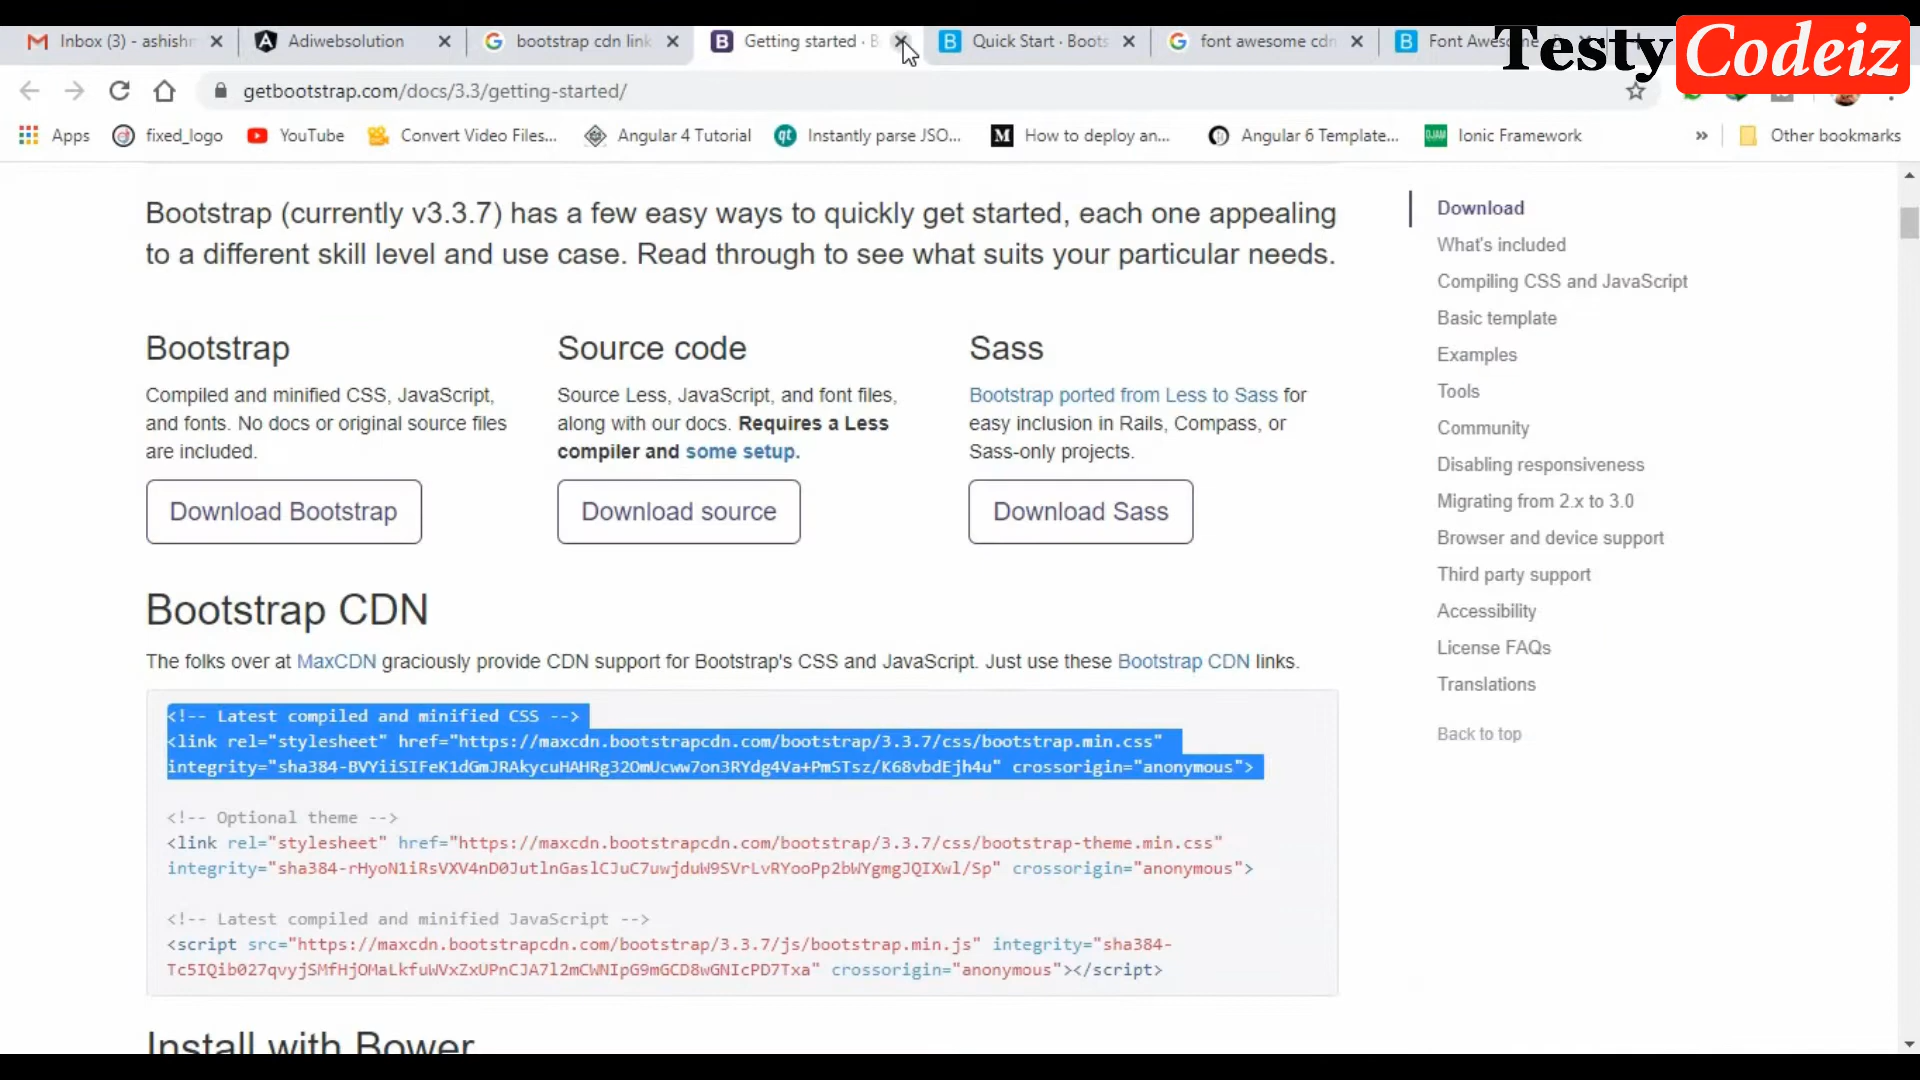 Inbox (3) - ashishr
Adiwebsolution
bootstrap cdn link
Getting started · B
Quick Start · Boots
font awesome cdn
Font Awesome
Testy Codeiz
getbootstrap.com/docs/3.3/getting-started/
Apps
fixed_logo
YouTube
Convert Video Files...
Angular 4 Tutorial
qt
Instantly parse JSO...
M
How to deploy an...
Angular 6 Template...
Ionic Framework
»
Other bookmarks
Bootstrap (currently v3.3.7) has a few easy ways to quickly get started, each one appealing
to a different skill level and use case. Read through to see what suits your particular needs.
Bootstrap
Compiled and minified CSS, JavaScript,
and fonts. No docs or original source files
are included.
Download Bootstrap
Source code
Source Less, JavaScript, and font files,
along with our docs. Requires a Less
compiler and some setup.
Download source
Sass
Bootstrap ported from Less to Sass for
easy inclusion in Rails, Compass, or
Sass-only projects.
Download Sass
Bootstrap CDN
The folks over at MaxCDN graciously provide CDN support for Bootstrap's CSS and JavaScript. Just use these Bootstrap CDN links.
<!-- Latest compiled and minified CSS -->
<link rel="stylesheet" href="https://maxcdn.bootstrapcdn.com/bootstrap/3.3.7/css/bootstrap.min.css"
integrity="sha384-BVYiiSIFeK1dGmJRAkycuHAHRg32OmUcww7on3RYdg4Va+PmSTsz/K68vbdEjh4u" crossorigin="anonymous">
<!-- Optional theme -->
<link rel="stylesheet" href="https://maxcdn.bootstrapcdn.com/bootstrap/3.3.7/css/bootstrap-theme.min.css"
integrity="sha384-rHyoN1iRsVXV4nD0JutlnGaslCJuC7uwjduW9SVrLvRYooPp2bWYgmgJQIXwl/Sp" crossorigin="anonymous">
<!-- Latest compiled and minified JavaScript -->
<script src="https://maxcdn.bootstrapcdn.com/bootstrap/3.3.7/js/bootstrap.min.js" integrity="sha384-
Tc5IQib027qvyjSMfHjOMaLkfuWVxZxUPnCJA7l2mCWNIpG9mGCD8wGNIcPD7Txa" crossorigin="anonymous"></script>
Install with Bower
Download
What's included
Compiling CSS and JavaScript
Basic template
Examples
Tools
Community
Disabling responsiveness
Migrating from 2.x to 3.0
Browser and device support
Third party support
Accessibility
License FAQs
Translations
Back to top